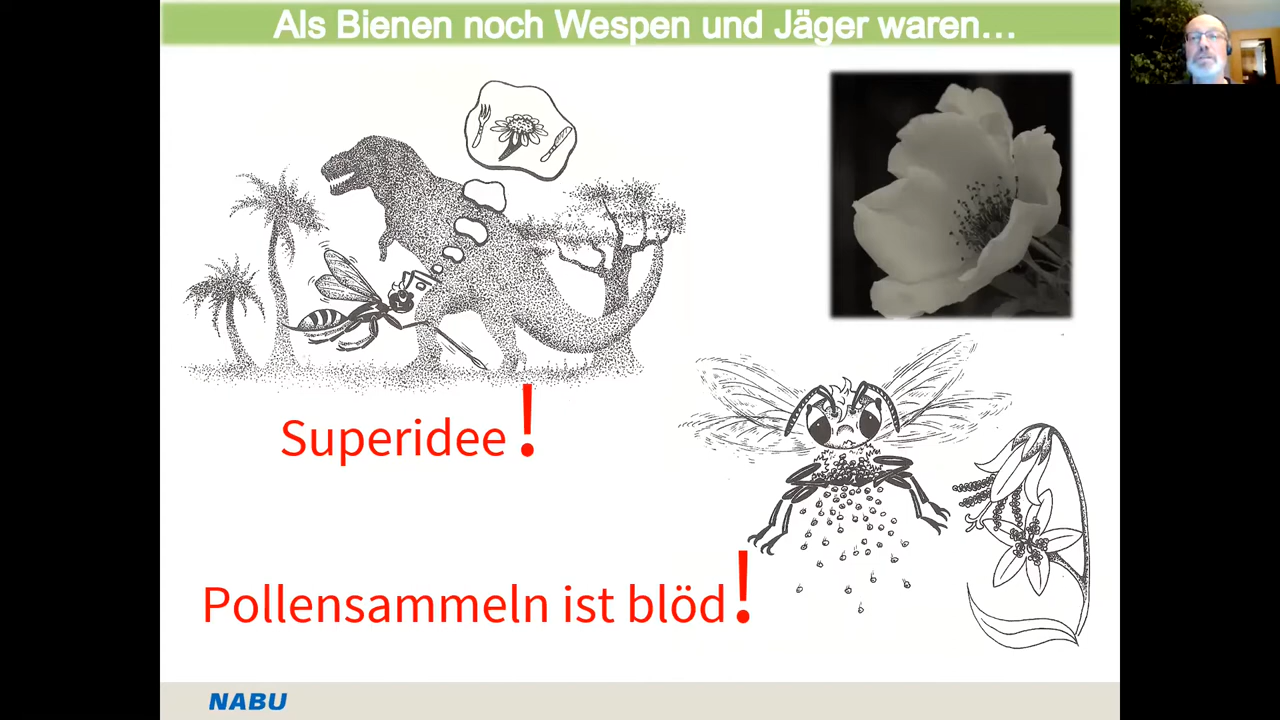 Als Bienen noch Wespen und Jäger waren…
Superidee!
Pollensammeln ist blöd!
NABU